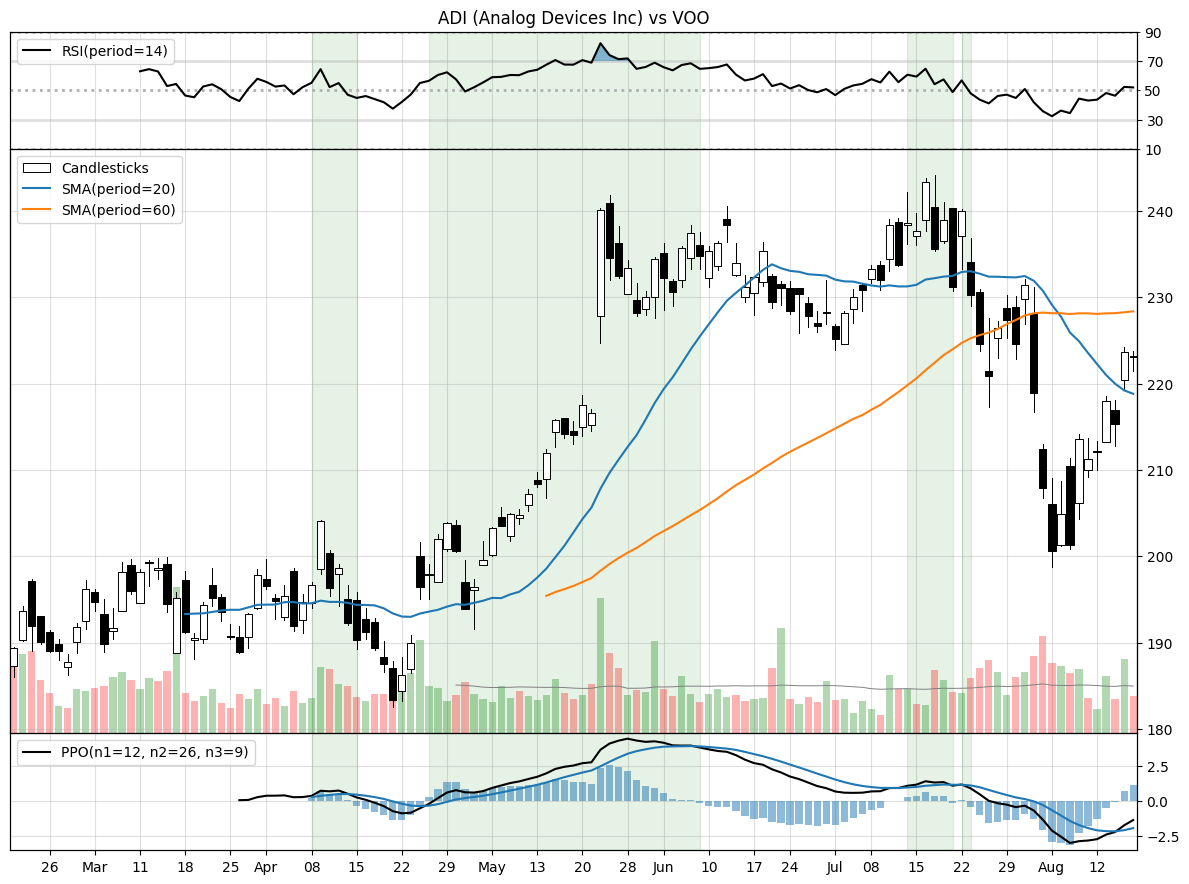 ADI (Analog Devices Inc) vs VOO
RSI(period=14)
90
70
50
30
10
Candlesticks
SMA(period=20)
SMA(period=60)
240
230
220
210
200
190
180
PPO(n1=12, n2=26, n3=9)
2.5
0.0
−2.5
26 Mar 11 18 25 Apr 08 15 22 29 May 13 20 28 Jun 10 17 24 Jul 08 15 22 29 Aug 12